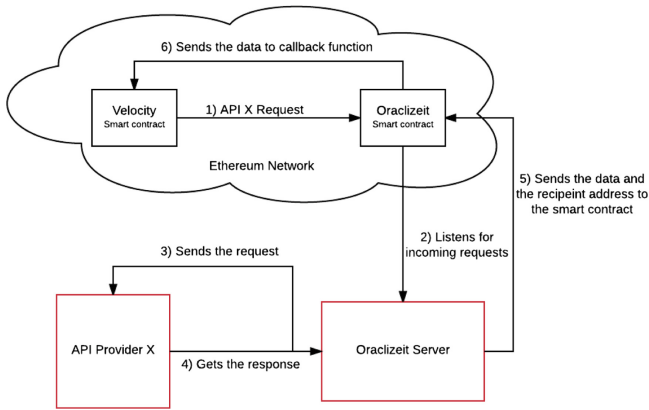 6) Sends the data to callback function
Velocity
Smart contract
1) API X Request
Oraclizeit
Smart contract
Ethereum Network
5) Sends the data and
the recipeint address to
the smart contract
2) Listens for
incoming requests
3) Sends the request
API Provider X
4) Gets the response
Oraclizeit Server